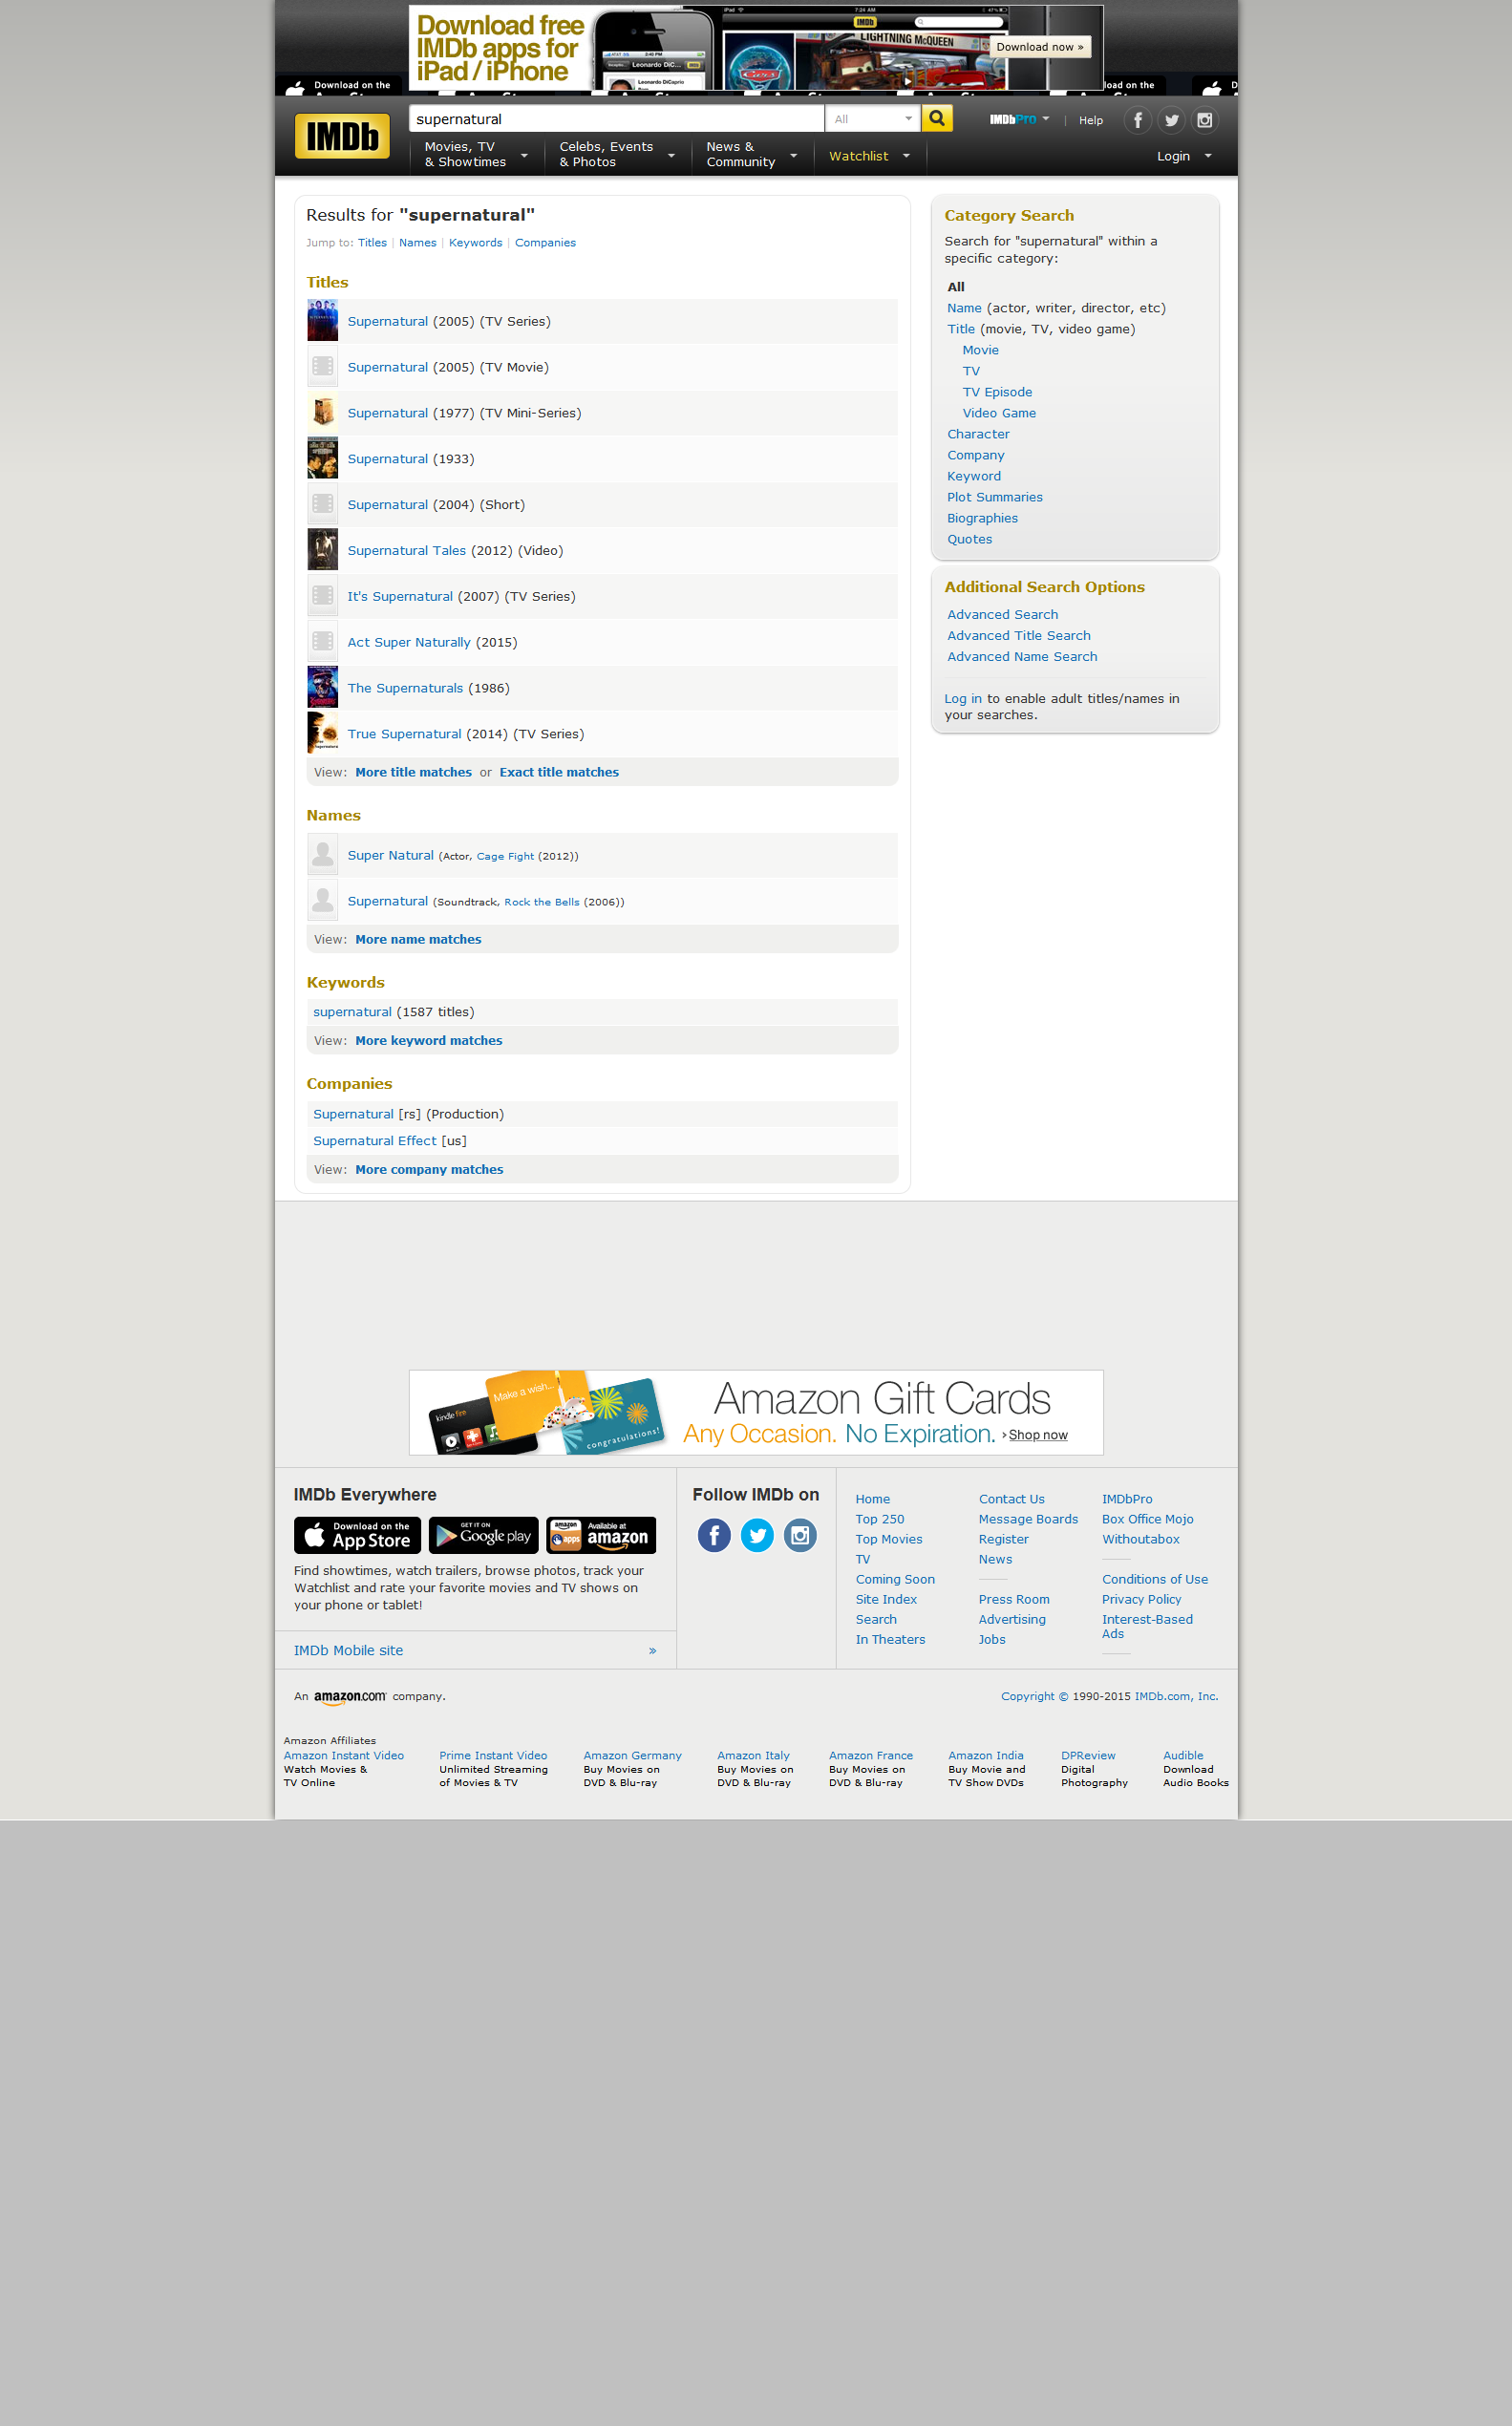 Download free
IMDb apps for
iPad / iPhone
LIGHTNING McQUEEN
Download now »
Download on the
IMDb
supernatural
All
IMDbPro | Help
Movies, TV
& Showtimes
Celebs, Events
& Photos
News &
Community
Watchlist
Login
Results for "supernatural"
Jump to: Titles | Names | Keywords | Companies
Titles
Supernatural (2005) (TV Series)
Supernatural (2005) (TV Movie)
Supernatural (1977) (TV Mini-Series)
Supernatural (1933)
Supernatural (2004) (Short)
Supernatural Tales (2012) (Video)
It's Supernatural (2007) (TV Series)
Act Super Naturally (2015)
The Supernaturals (1986)
True Supernatural (2014) (TV Series)
View: More title matches or Exact title matches
Names
Super Natural (Actor, Cage Fight (2012))
Supernatural (Soundtrack, Rock the Bells (2006))
View: More name matches
Keywords
supernatural (1587 titles)
View: More keyword matches
Companies
Supernatural [rs] (Production)
Supernatural Effect [us]
View: More company matches
Category Search
Search for "supernatural" within a
specific category:
All
Name (actor, writer, director, etc)
Title (movie, TV, video game)
Movie
TV
TV Episode
Video Game
Character
Company
Keyword
Plot Summaries
Biographies
Quotes
Additional Search Options
Advanced Search
Advanced Title Search
Advanced Name Search
Log in to enable adult titles/names in
your searches.
kindle fire
Make a wish...
congratulations!
Amazon Gift Cards
Any Occasion. No Expiration. › Shop now
IMDb Everywhere
Download on the
App Store
GET IT ON
Google play
amazon
apps
Available at
amazon
Find showtimes, watch trailers, browse photos, track your
Watchlist and rate your favorite movies and TV shows on
your phone or tablet!
IMDb Mobile site »
Follow IMDb on
Home
Top 250
Top Movies
TV
Coming Soon
Site Index
Search
In Theaters
Contact Us
Message Boards
Register
News
Press Room
Advertising
Jobs
IMDbPro
Box Office Mojo
Withoutabox
Conditions of Use
Privacy Policy
Interest-Based
Ads
An amazon.com company.
Copyright © 1990-2015 IMDb.com, Inc.
Amazon Affiliates
Amazon Instant Video
Watch Movies &
TV Online
Prime Instant Video
Unlimited Streaming
of Movies & TV
Amazon Germany
Buy Movies on
DVD & Blu-ray
Amazon Italy
Buy Movies on
DVD & Blu-ray
Amazon France
Buy Movies on
DVD & Blu-ray
Amazon India
Buy Movie and
TV Show DVDs
DPReview
Digital
Photography
Audible
Download
Audio Books